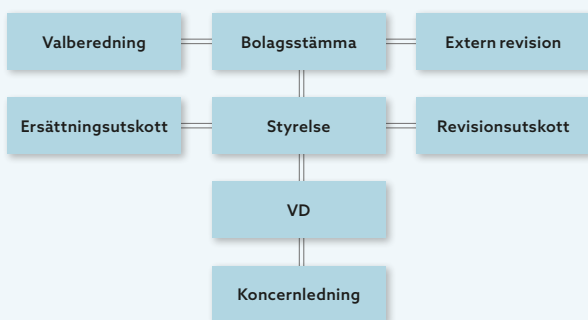 Valberedning
Bolagsstämma
Extern revision
Ersättningsutskott
Styrelse
Revisionsutskott
VD
Koncernledning